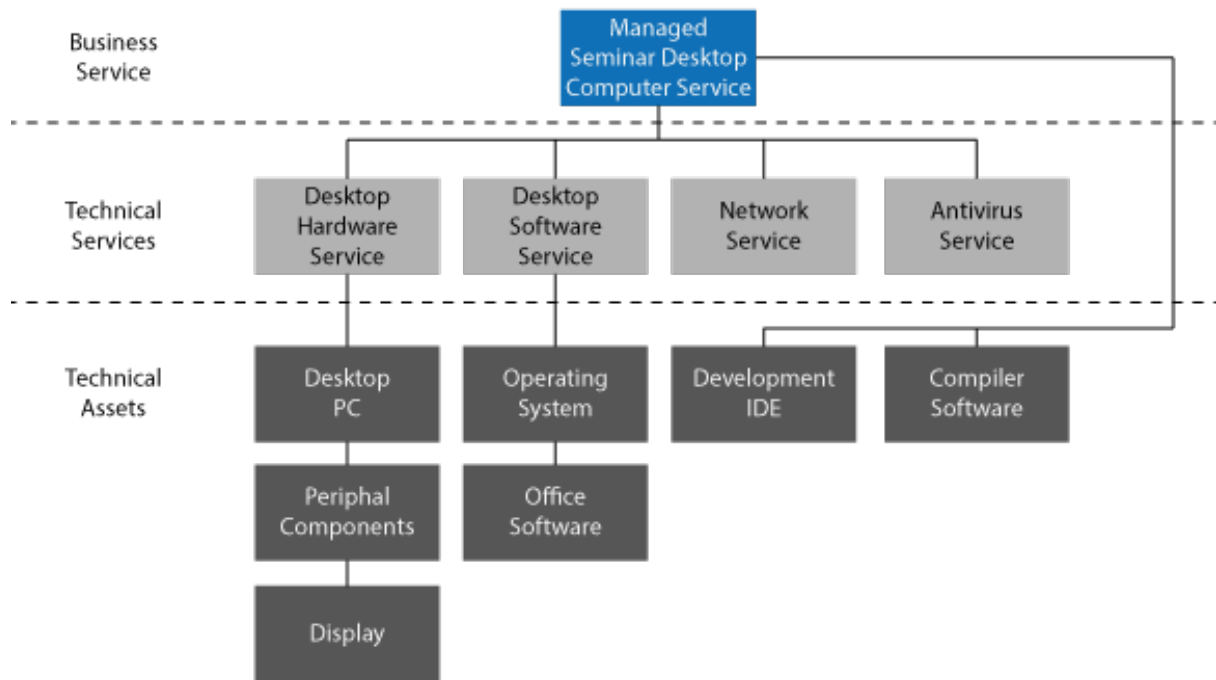 Business
Service
Managed
Seminar Desktop
Computer Service
Technical
Services
Desktop
Hardware
Service
Desktop
Software
Service
Network
Service
Antivirus
Service
Technical
Assets
Desktop
PC
Operating
System
Development
IDE
Compiler
Software
Periphal
Components
Office
Software
Display